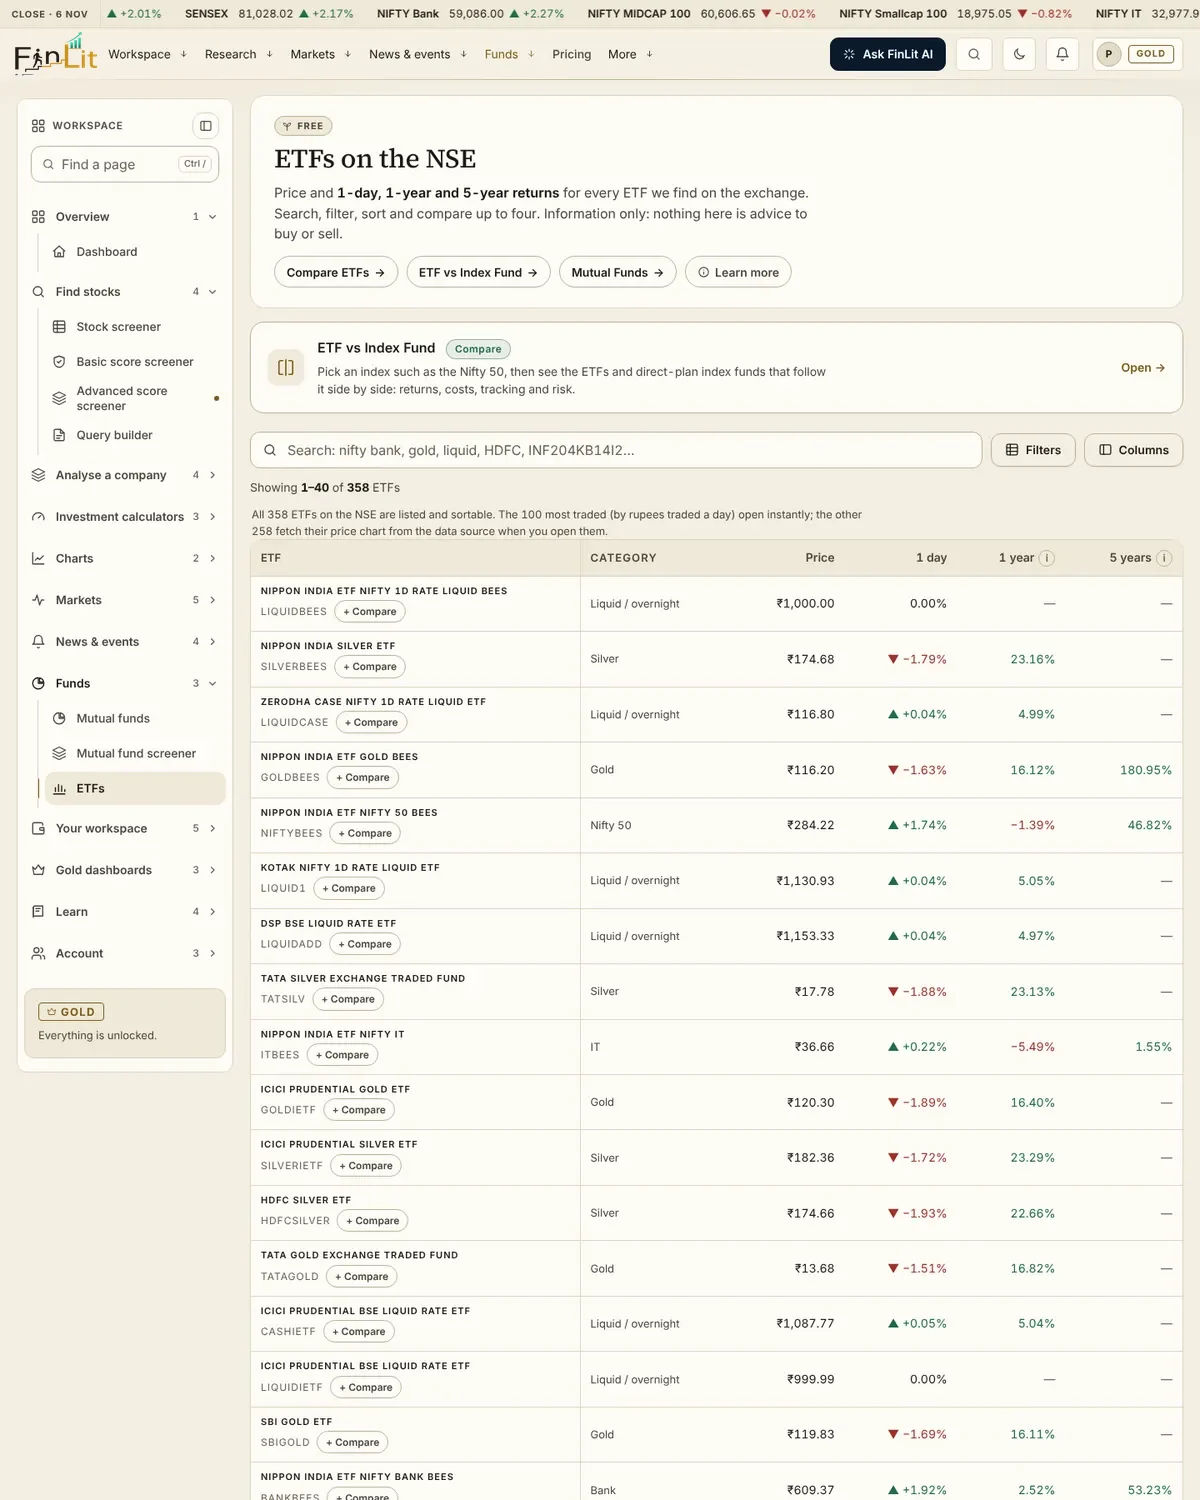 CLOSE · 6 NOV ▲ +2.01% SENSEX 81,028.02 ▲ +2.17% NIFTY Bank 59,086.00 ▲ +2.27% NIFTY MIDCAP 100 60,606.65 ▼ −0.02% NIFTY Smallcap 100 18,975.05 ▼ −0.82% NIFTY IT 32,977.9
FinLit Workspace Research Markets News & events Funds Pricing More Ask FinLit AI P GOLD
WORKSPACE
Find a page Ctrl /
Overview 1
Dashboard
Find stocks 4
Stock screener
Basic score screener
Advanced score
screener
Query builder
Analyse a company 4
Investment calculators 3
Charts 2
Markets 5
News & events 4
Funds 3
Mutual funds
Mutual fund screener
ETFs
Your workspace 5
Gold dashboards 3
Learn 4
Account 3
GOLD
Everything is unlocked.
FREE
ETFs on the NSE
Price and 1-day, 1-year and 5-year returns for every ETF we find on the exchange.
Search, filter, sort and compare up to four. Information only: nothing here is advice to
buy or sell.
Compare ETFs → ETF vs Index Fund → Mutual Funds → Learn more
ETF vs Index Fund Compare
Pick an index such as the Nifty 50, then see the ETFs and direct-plan index funds that follow
it side by side: returns, costs, tracking and risk.
Open →
Search: nifty bank, gold, liquid, HDFC, INF204KB14I2... Filters Columns
Showing 1–40 of 358 ETFs
All 358 ETFs on the NSE are listed and sortable. The 100 most traded (by rupees traded a day) open instantly; the other
258 fetch their price chart from the data source when you open them.
ETF CATEGORY Price 1 day 1 year i 5 years i
NIPPON INDIA ETF NIFTY 1D RATE LIQUID BEES
LIQUIDBEES + Compare Liquid / overnight ₹1,000.00 0.00% — —
NIPPON INDIA SILVER ETF
SILVERBEES + Compare Silver ₹174.68 ▼ −1.79% 23.16% —
ZERODHA CASE NIFTY 1D RATE LIQUID ETF
LIQUIDCASE + Compare Liquid / overnight ₹116.80 ▲ +0.04% 4.99% —
NIPPON INDIA ETF GOLD BEES
GOLDBEES + Compare Gold ₹116.20 ▼ −1.63% 16.12% 180.95%
NIPPON INDIA ETF NIFTY 50 BEES
NIFTYBEES + Compare Nifty 50 ₹284.22 ▲ +1.74% −1.39% 46.82%
KOTAK NIFTY 1D RATE LIQUID ETF
LIQUID1 + Compare Liquid / overnight ₹1,130.93 ▲ +0.04% 5.05% —
DSP BSE LIQUID RATE ETF
LIQUIDADD + Compare Liquid / overnight ₹1,153.33 ▲ +0.04% 4.97% —
TATA SILVER EXCHANGE TRADED FUND
TATSILV + Compare Silver ₹17.78 ▼ −1.88% 23.13% —
NIPPON INDIA ETF NIFTY IT
ITBEES + Compare IT ₹36.66 ▲ +0.22% −5.49% 1.55%
ICICI PRUDENTIAL GOLD ETF
GOLDIETF + Compare Gold ₹120.30 ▼ −1.89% 16.40% —
ICICI PRUDENTIAL SILVER ETF
SILVERIETF + Compare Silver ₹182.36 ▼ −1.72% 23.29% —
HDFC SILVER ETF
HDFCSILVER + Compare Silver ₹174.66 ▼ −1.93% 22.66% —
TATA GOLD EXCHANGE TRADED FUND
TATAGOLD + Compare Gold ₹13.68 ▼ −1.51% 16.82% —
ICICI PRUDENTIAL BSE LIQUID RATE ETF
CASHIETF + Compare Liquid / overnight ₹1,087.77 ▲ +0.05% 5.04% —
ICICI PRUDENTIAL BSE LIQUID RATE ETF
LIQUIDIETF + Compare Liquid / overnight ₹999.99 0.00% — —
SBI GOLD ETF
SBIGOLD + Compare Gold ₹119.83 ▼ −1.69% 16.11% —
NIPPON INDIA ETF NIFTY BANK BEES
BANKBEES + Compare Bank ₹609.37 ▲ +1.92% 2.52% 53.23%